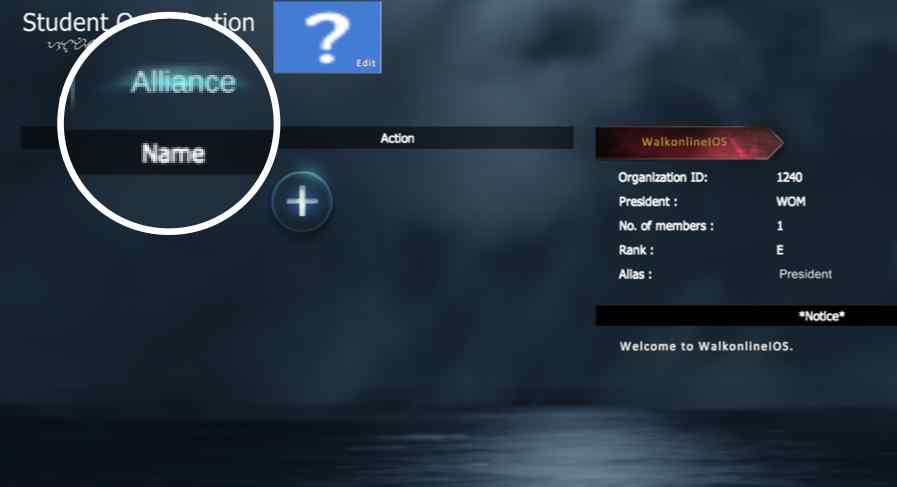 Student O
tion
?
Edit
Alliance
Name
Action
+
WalkonlineIOS
Organization ID: 1240
President : WOM
No. of members : 1
Rank : E
Alias : President
*Notice*
Welcome to WalkonlineIOS.